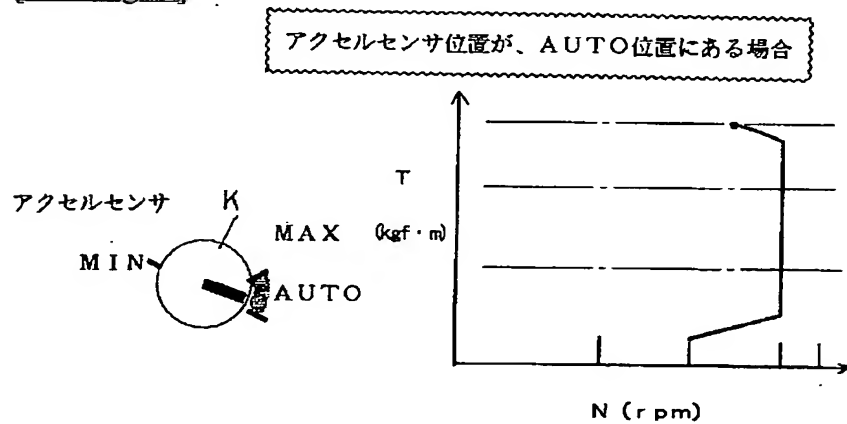 アクセルセンサ位置が、AUTO位置にある場合
アクセルセンサ
K
MIN
MAX
AUTO
T
(kgf・m)
N (rpm)